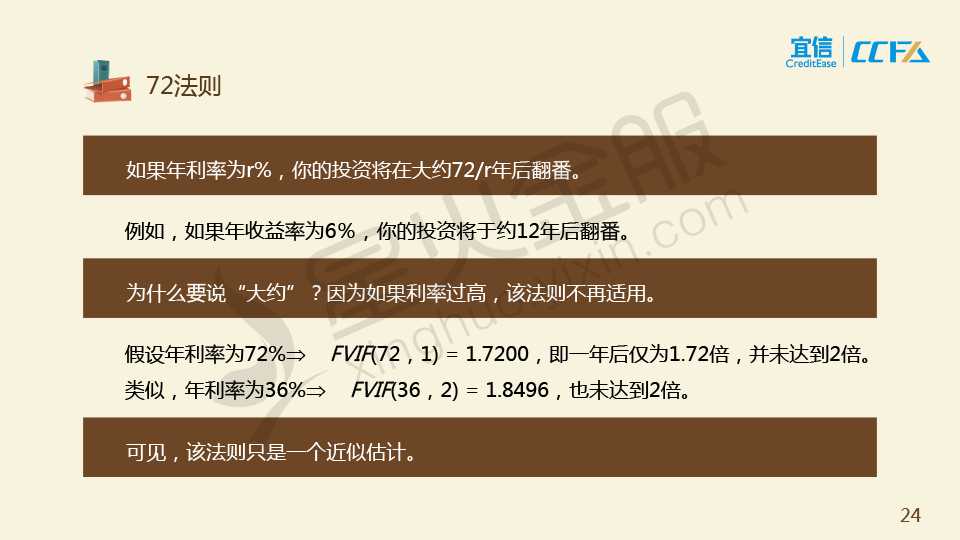 宜信
CreditEase
CCFA
72法则
如果年利率为r%，你的投资将在大约72/r年后翻番。
例如，如果年收益率为6%，你的投资将于约12年后翻番。
为什么要说“大约”？因为如果利率过高，该法则不再适用。
假设年利率为72%⇒ FVIF(72，1) = 1.7200，即一年后仅为1.72倍，并未达到2倍。
类似，年利率为36%⇒ FVIF(36，2) = 1.8496，也未达到2倍。
可见，该法则只是一个近似估计。
星火金服
xinghuoyixin.com
24